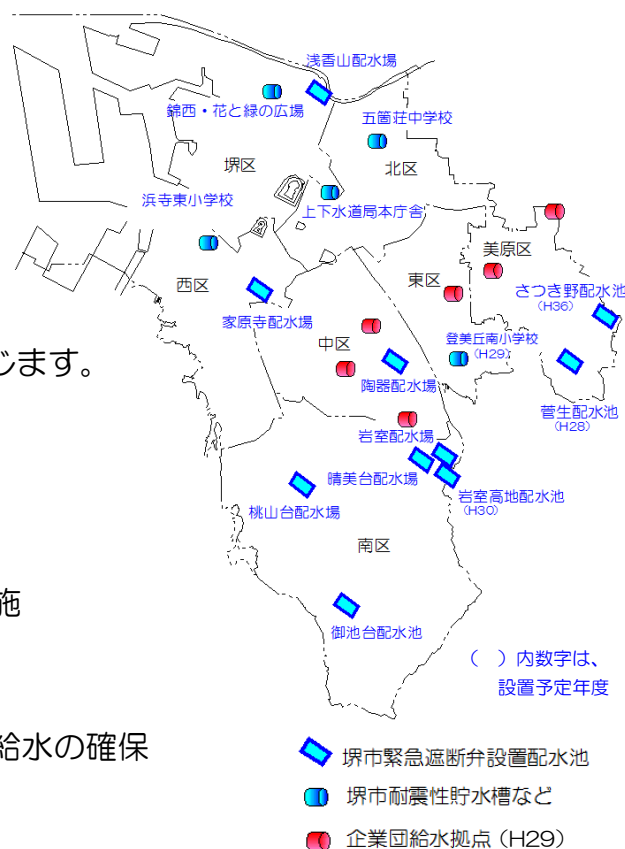 浅香山配水場
錦西・花と緑の広場
五箇荘中学校
堺区
北区
浜寺東小学校
上下水道局本庁舎
美原区
西区
東区
さつき野配水池
(H36)
家原寺配水場
中区
登美丘南小学校
(H29)
じます。
陶器配水場
菅生配水池
(H28)
岩室配水場
晴美台配水場
岩室高地配水池
(H30)
桃山台配水場
南区
施
御池台配水池
( )内数字は、
設置予定年度
給水の確保
堺市緊急遮断弁設置配水池
堺市耐震性貯水槽など
企業団給水拠点(H29)